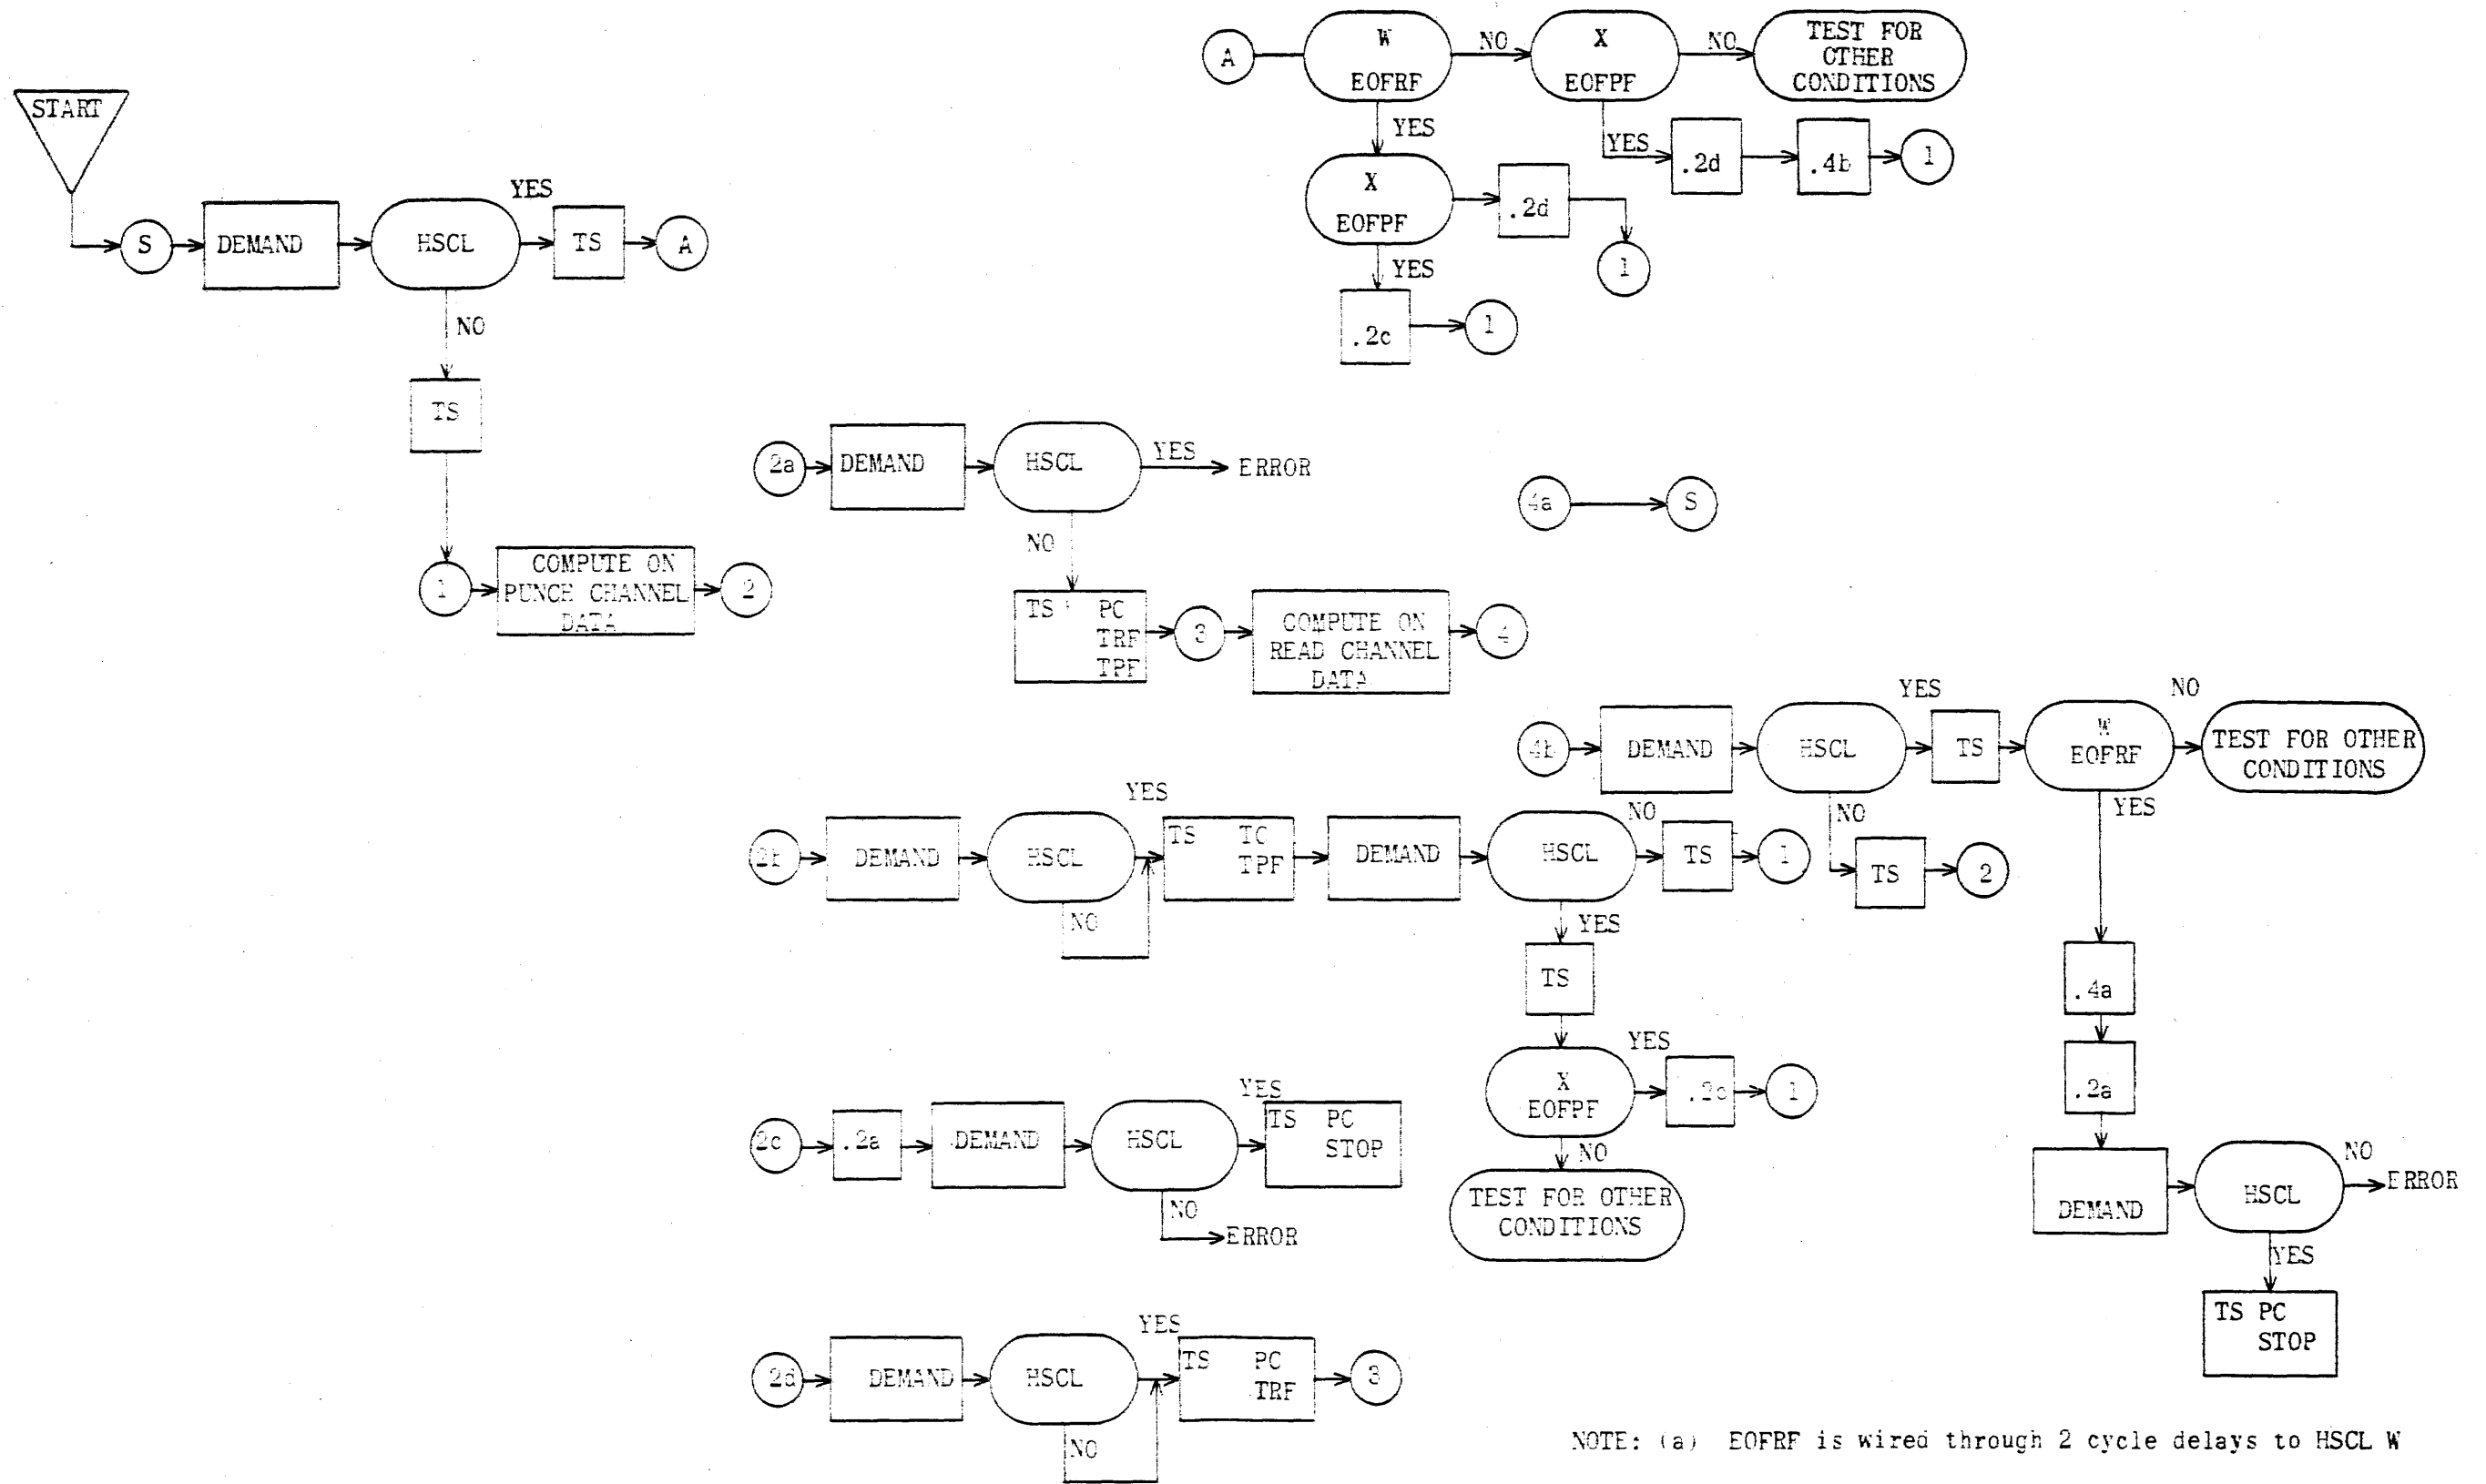 START
S
DEMAND
HSCL
YES
TS
A
NO
TS
1
COMPUTE ON
PUNCH CHANNEL
DATA
2
A
W
EOFRF
NO
X
EOFPF
NO
TEST FOR
OTHER
CONDITIONS
YES
YES
.2d
.4b
1
X
EOFPF
.2d
1
YES
.2c
1
2a
DEMAND
HSCL
YES
ERROR
NO
TS PC
TRF
TPF
3
COMPUTE ON
READ CHANNEL
DATA
4
4a
S
4b
DEMAND
HSCL
YES
TS
W
EOFRF
NO
TEST FOR OTHER
CONDITIONS
NO
TS
2
YES
.4a
.2a
DEMAND
HSCL
NO
ERROR
YES
TS PC
STOP
2b
DEMAND
HSCL
YES
NO
TS TC
TPF
DEMAND
HSCL
NO
TS
1
YES
TS
X
EOFPF
YES
.2c
1
NO
TEST FOR OTHER
CONDITIONS
2c
.2a
DEMAND
HSCL
YES
TS PC
STOP
NO
ERROR
2d
DEMAND
HSCL
YES
NO
TS PC
TRF
3
NOTE: (a) EOFRF is wired through 2 cycle delays to HSCL W